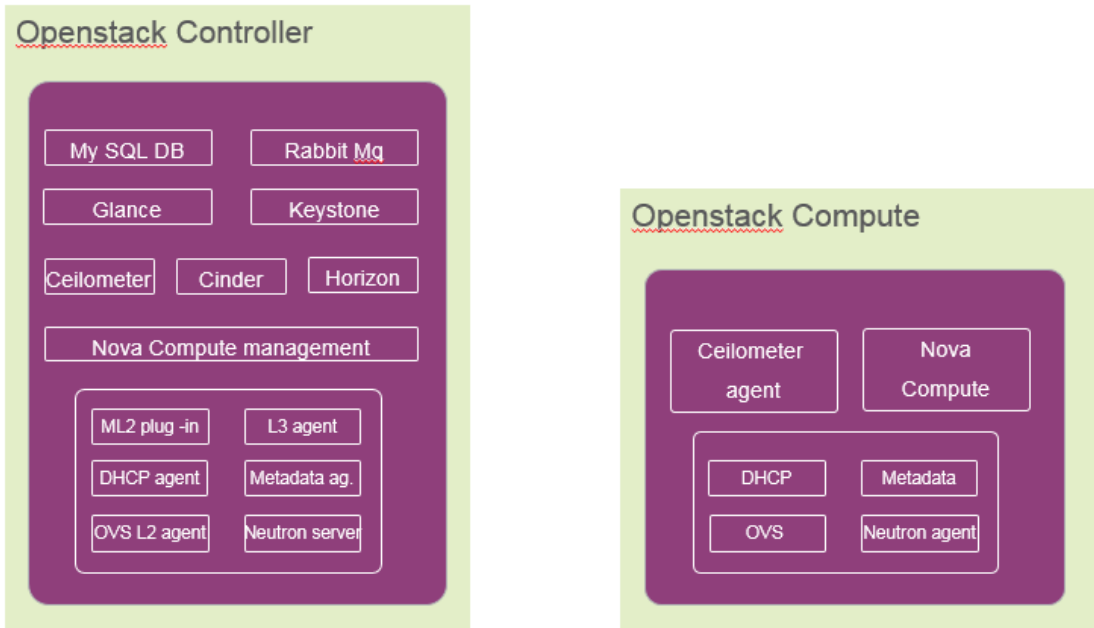 Openstack Controller
My SQL DB
Rabbit Mq
Glance
Keystone
Ceilometer
Cinder
Horizon
Nova Compute management
ML2 plug -in
L3 agent
DHCP agent
Metadata ag.
OVS L2 agent
Neutron server
Openstack Compute
Ceilometer
agent
Nova
Compute
DHCP
Metadata
OVS
Neutron agent